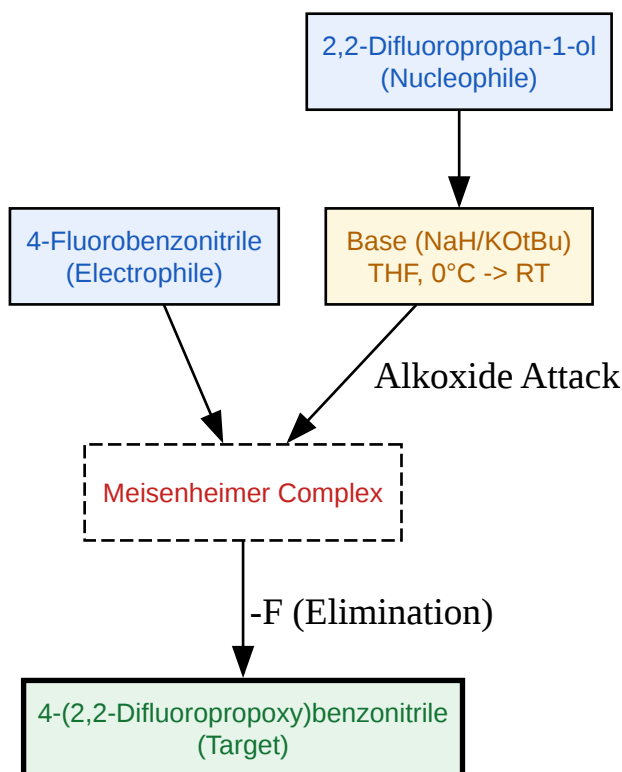 2,2-Difluoropropan-1-ol
(Nucleophile)
4-Fluorobenzonitrile
(Electrophile)
Base (NaH/KOtBu)
THF, 0°C -> RT
Alkoxide Attack
Meisenheimer Complex
-F (Elimination)
4-(2,2-Difluoropropoxy)benzonitrile
(Target)